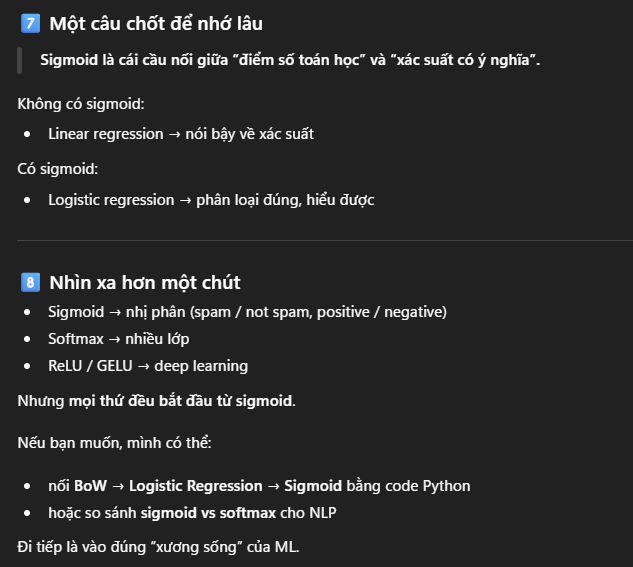 7️⃣ Một câu chốt để nhớ lâu
Sigmoid là cái cầu nối giữa “điểm số toán học” và “xác suất có ý nghĩa”.
Không có sigmoid:
• Linear regression → nói bậy về xác suất
Có sigmoid:
• Logistic regression → phân loại đúng, hiểu được
8️⃣ Nhìn xa hơn một chút
• Sigmoid → nhị phân (spam / not spam, positive / negative)
• Softmax → nhiều lớp
• ReLU / GELU → deep learning
Nhưng mọi thứ đều bắt đầu từ sigmoid.
Nếu bạn muốn, mình có thể:
• nối BoW → Logistic Regression → Sigmoid bằng code Python
• hoặc so sánh sigmoid vs softmax cho NLP
Đi tiếp là vào đúng “xương sống” của ML.